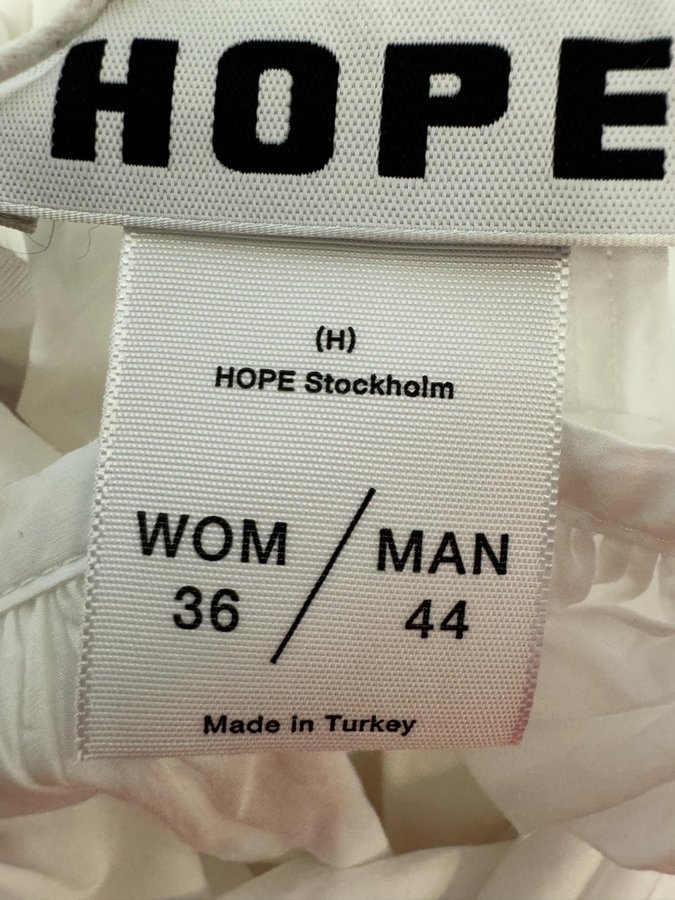 HOPE
(H)
HOPE Stockholm
WOM / MAN
36 44
Made in Turkey